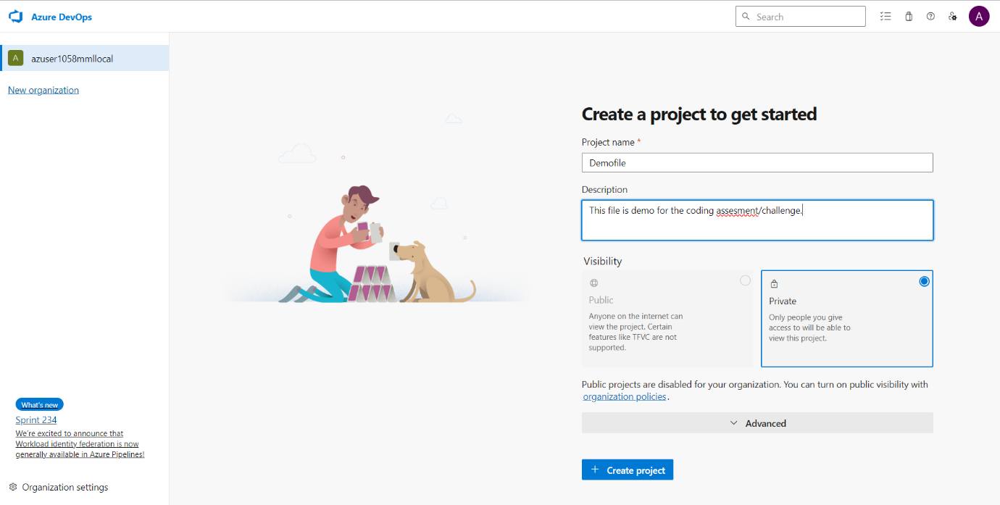 Azure DevOps
Search
A
A
azuser1058mmllocal
New organization
Create a project to get started
Project name *
Demofile
Description
This file is demo for the coding assesment/challenge.
Visibility
Public
Anyone on the internet can
view the project. Certain
features like TFVC are not
supported.
Private
Only people you give
access to will be able to
view this project.
Public projects are disabled for your organization. You can turn on public visibility with
organization policies.
Advanced
+ Create project
What's new
Sprint 234
We're excited to announce that
Workload identity federation is now
generally available in Azure Pipelines!
Organization settings